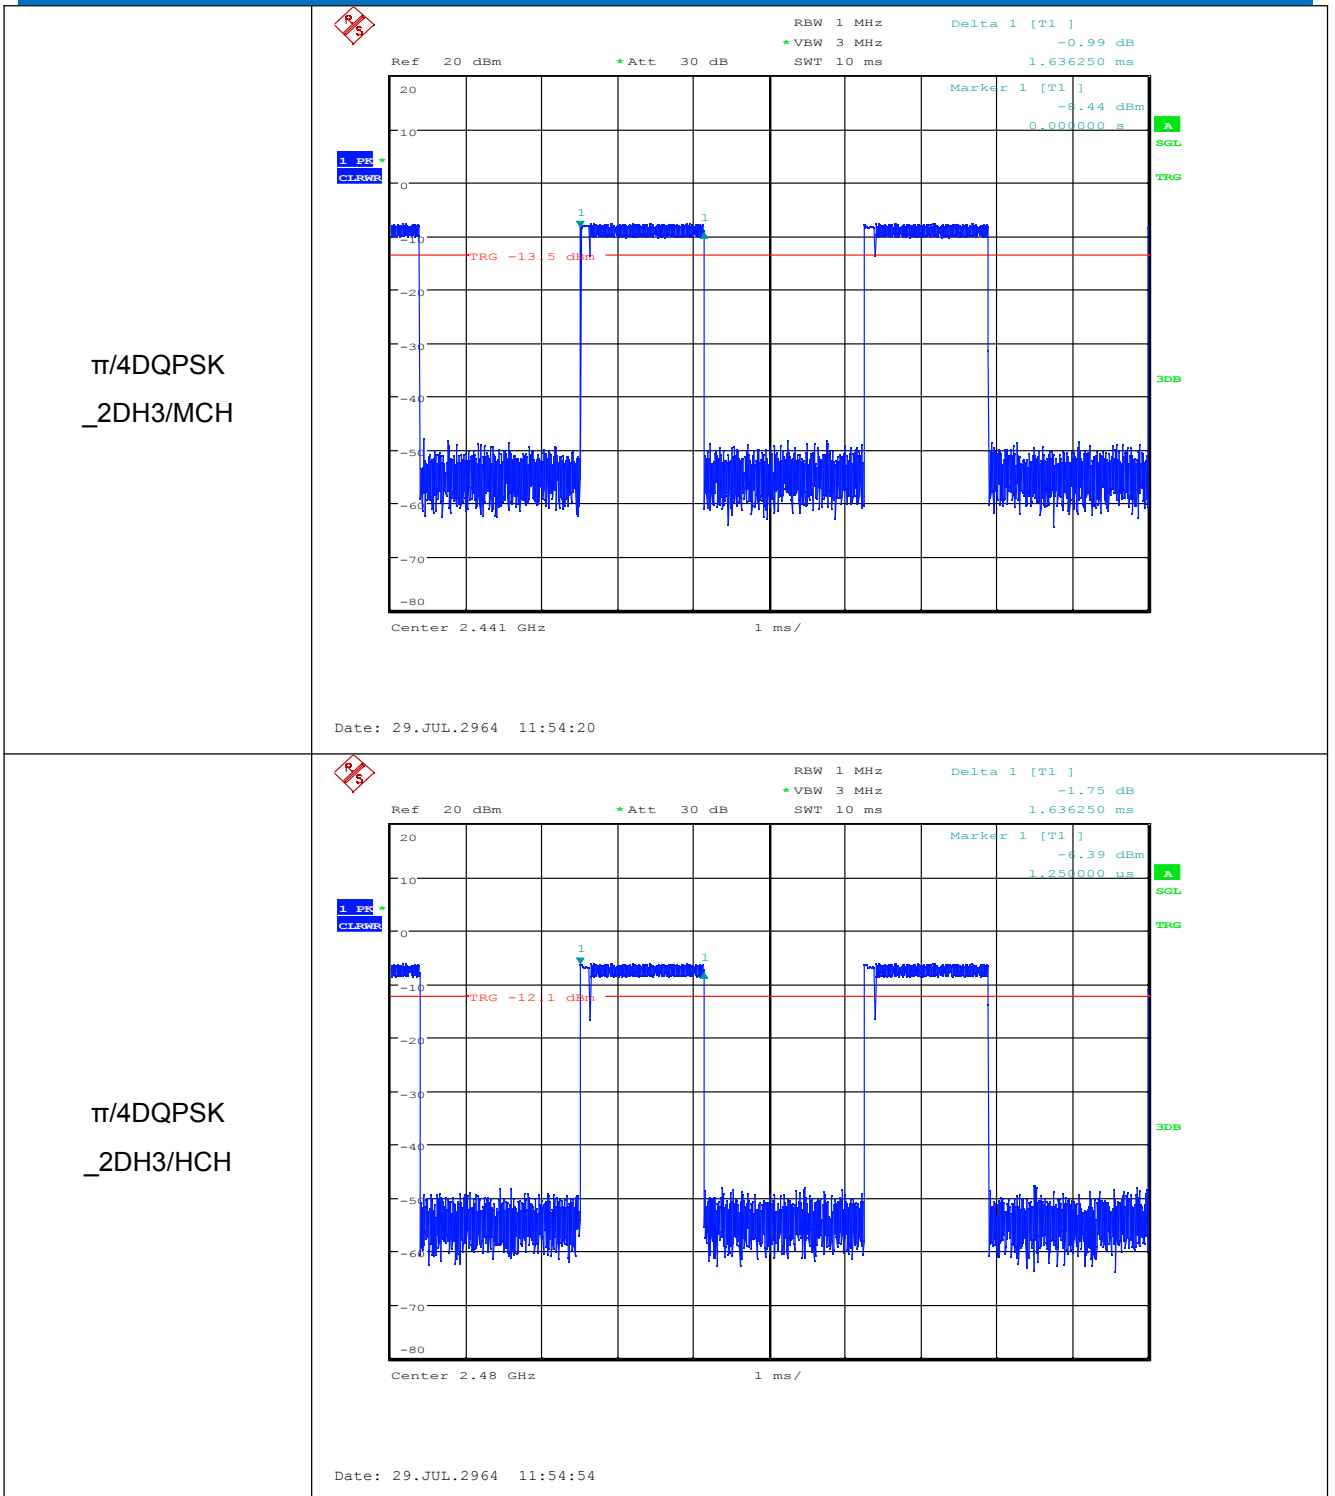 π/4DQPSK
_2DH3/MCH
R S
RBW 1 MHz Delta 1 [T1 ]
*VBW 3 MHz -0.99 dB
Ref 20 dBm *Att 30 dB SWT 10 ms 1.636250 ms
20 Marker 1 [T1 ]
-8.44 dBm
0.000000 s A
10
SGL
1 PK *
CLRWR TRG
0
1 1
-10
TRG -13.5 dBm
-20
-30
3DB
-40
-50
-60
-70
-80
Center 2.441 GHz 1 ms/
Date: 29.JUL.2964 11:54:20
π/4DQPSK
_2DH3/HCH
R S
RBW 1 MHz Delta 1 [T1 ]
*VBW 3 MHz -1.75 dB
Ref 20 dBm *Att 30 dB SWT 10 ms 1.636250 ms
20 Marker 1 [T1 ]
-6.39 dBm
1.250000 us A
10
SGL
1 PK *
CLRWR TRG
0
1 1
-10
TRG -12.1 dBm
-20
-30
3DB
-40
-50
-60
-70
-80
Center 2.48 GHz 1 ms/
Date: 29.JUL.2964 11:54:54